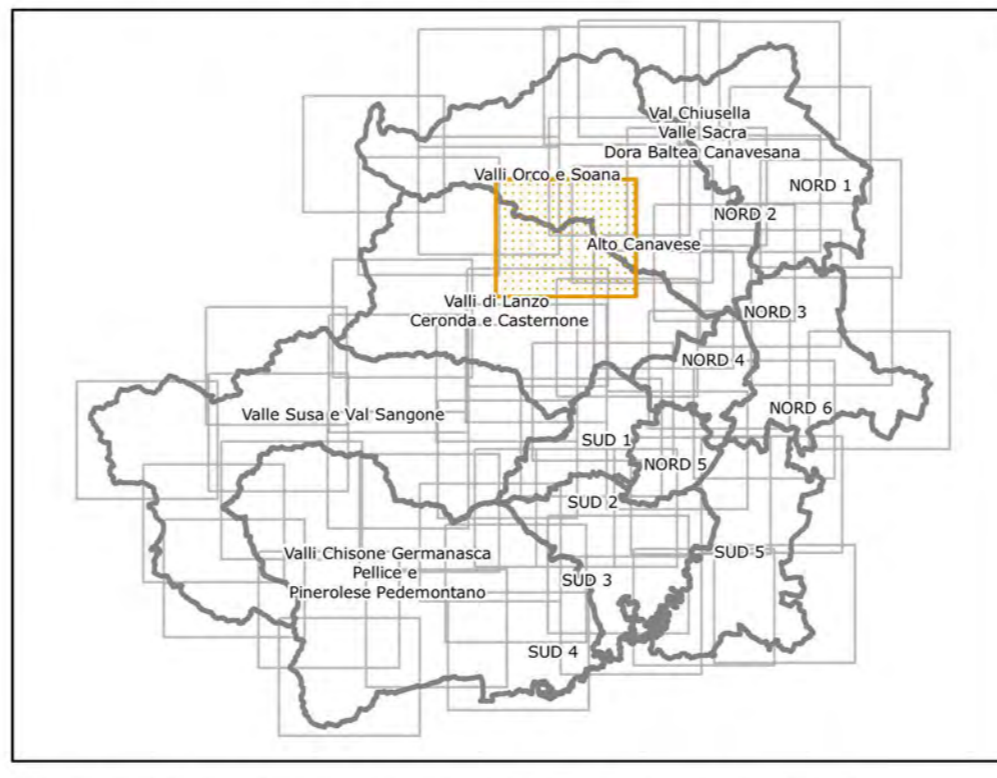 Val Chiusella
Valle Sacra
Dora Baltea Canavesana
Valli Orco e Soana
NORD 1
NORD 2
Alto Canavese
Valli di Lanzo
Ceronda e Casternone
NORD 3
NORD 4
Valle Susa e Val Sangone
NORD 6
SUD 1
NORD 5
SUD 2
Valli Chisone Germanasca
Pellice e
Pinerolese Pedemontano
SUD 5
SUD 3
SUD 4